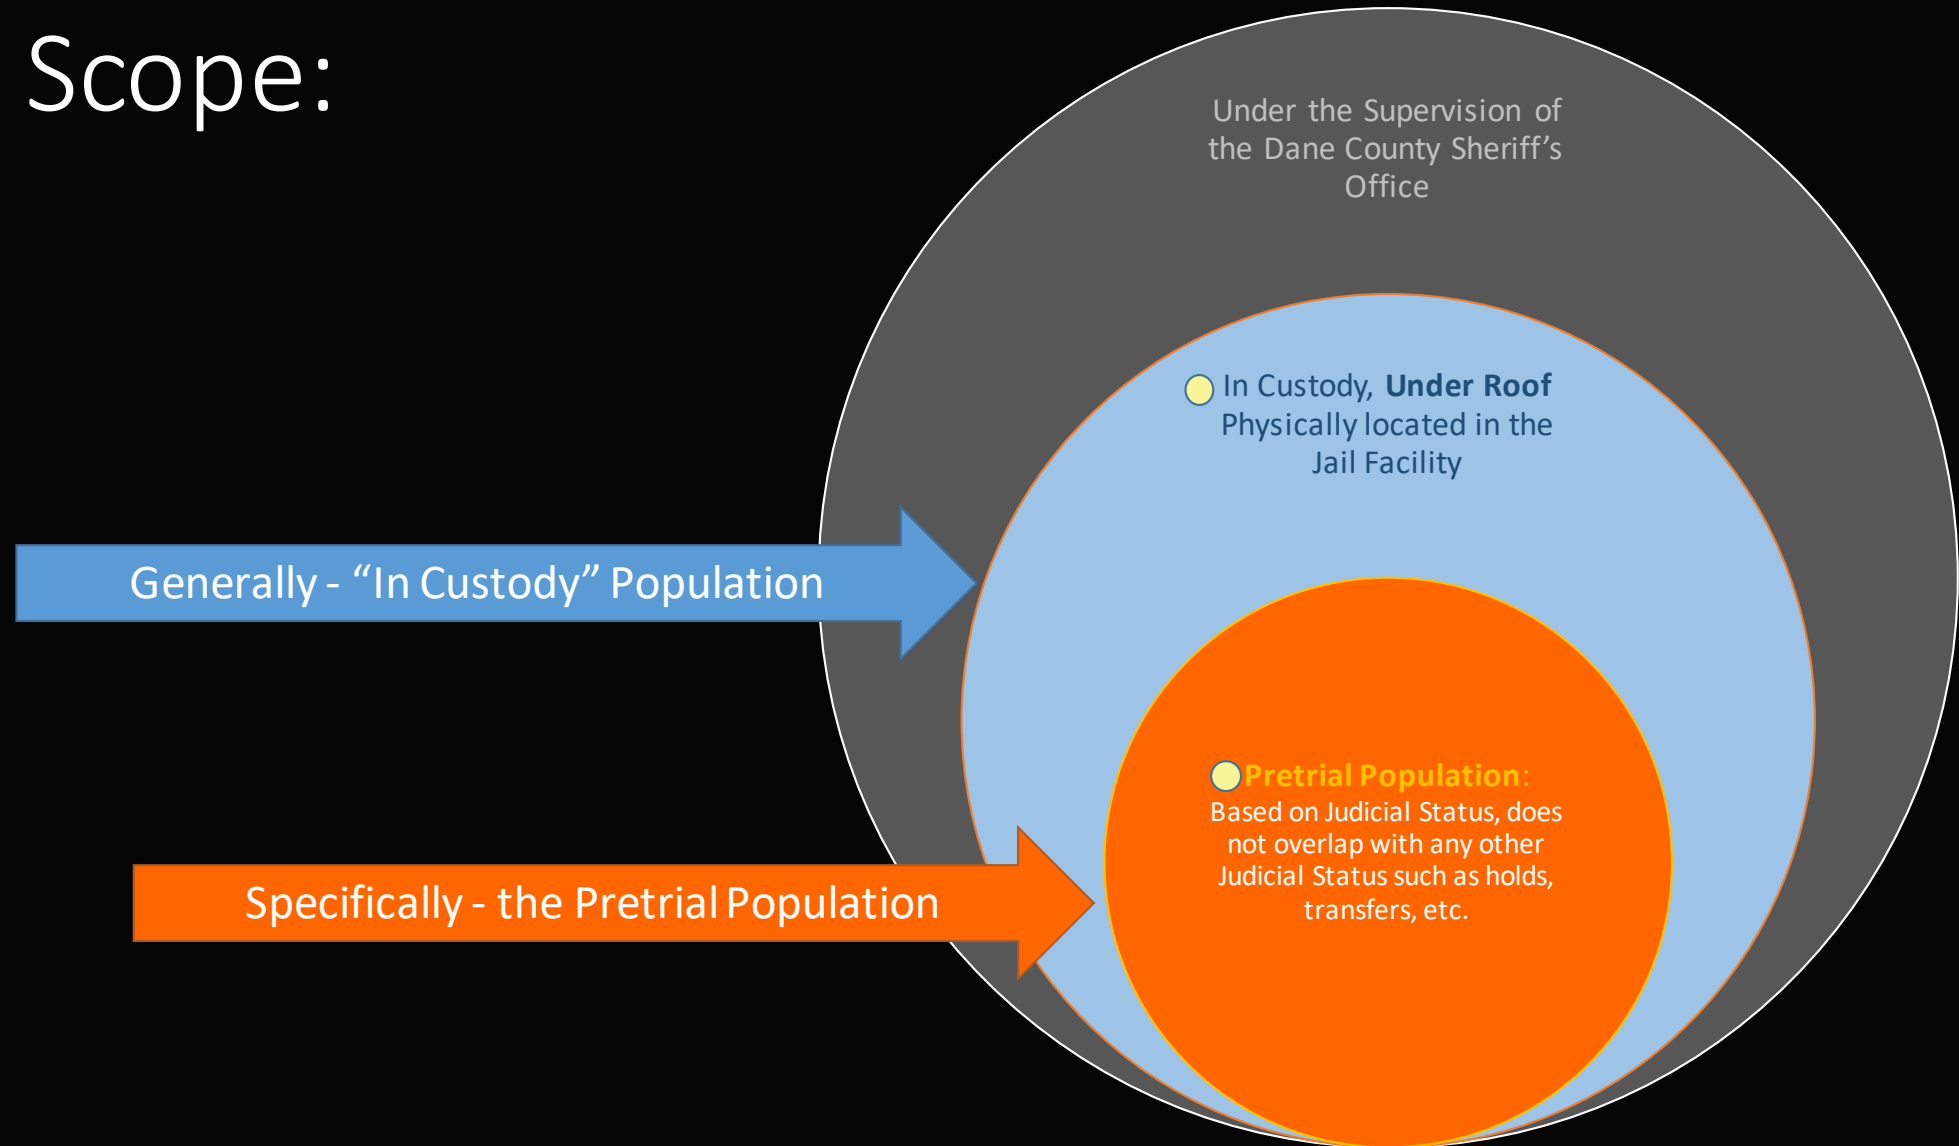 Scope:
Under the Supervision of
the Dane County Sheriff’s
Office
In Custody, Under Roof
Physically located in the
Jail Facility
Generally - “In Custody” Population
Pretrial Population:
Based on Judicial Status, does
not overlap with any other
Judicial Status such as holds,
transfers, etc.
Specifically - the Pretrial Population